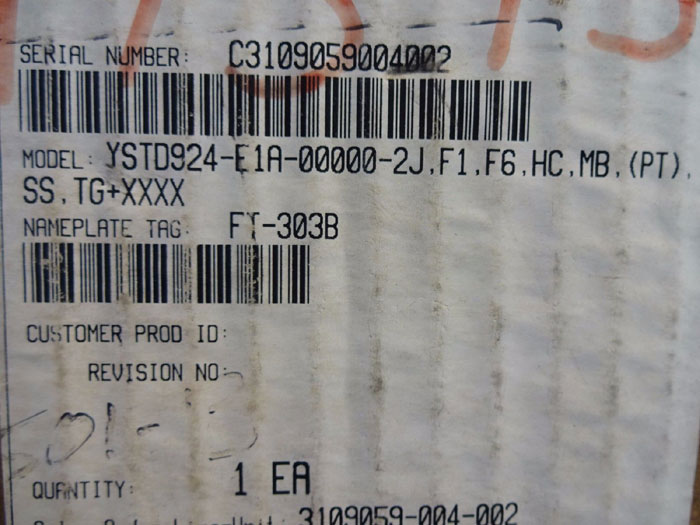 SERIAL NUMBER: C3109059004002
MODEL: YSTD924-E1A-00000-2J,F1,F6,HC,MB,(PT),
SS,TG+XXXX
NAMEPLATE TAG: FT-303B
CUSTOMER PROD ID:
REVISION NO:
QUANTITY: 1 EA
3109059-004-002